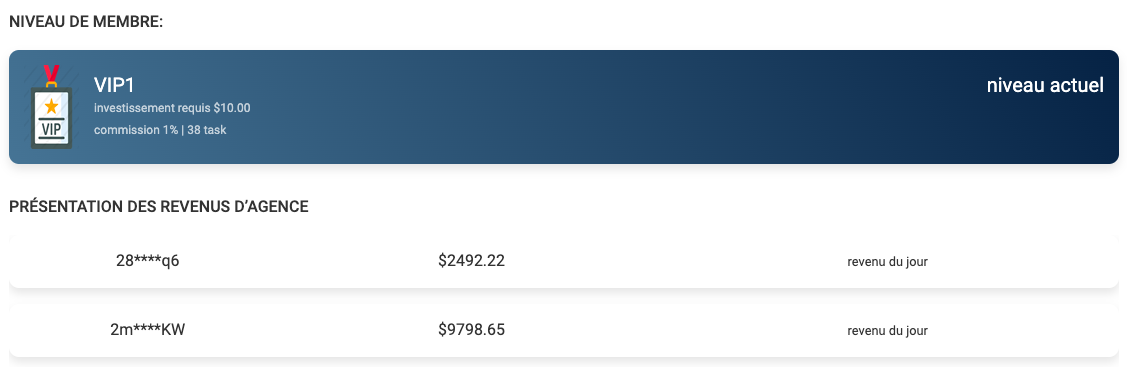 NIVEAU DE MEMBRE:
VIP1
niveau actuel
investissement requis $10.00
commission 1% | 38 task
VIP
PRÉSENTATION DES REVENUS D’AGENCE
28****q6 $2492.22 revenu du jour
2m****KW $9798.65 revenu du jour